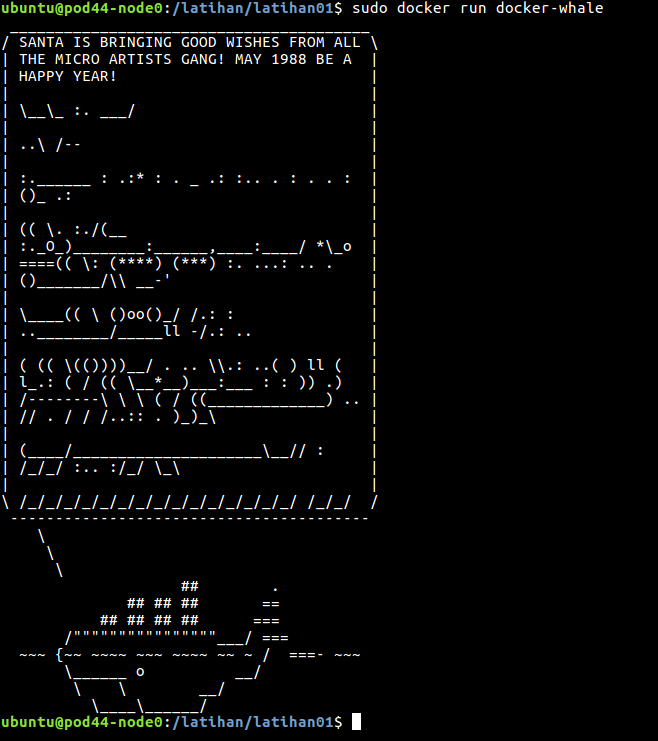 ubuntu@pod44-node0:/latihan/latihan01$ sudo docker run docker-whale
 ________________________________________
/ SANTA IS BRINGING GOOD WISHES FROM ALL \
| THE MICRO ARTISTS GANG! MAY 1988 BE A  |
| HAPPY YEAR!                            |
|                                        |
| \__\_ :. ___/                          |
|                                        |
| ..\ /--                                |
|                                        |
| :.______ : .:* : . _ .: :.. . : . . :  |
| ()_ .:                                 |
|                                        |
| (( \. :./(__                           |
| :._O_)________:______,____:____/ *\_o  |
| ====(( \: (****) (***) :. ...: .. .    |
| ()_______/\\ __-'                      |
|                                        |
| \____(( \ ()oo()_/ /.: :               |
| ..________/_____ll -/.: ..             |
|                                        |
| ( (( \(())))__/ . .. \\.: ..( ) ll (   |
| l_.: ( / (( \__*__)___:___ : : )) .)   |
| /--------\ \ \ ( / ((_____________) .. |
| // . / / /..:: . )_)_\                 |
|                                        |
| (____/_____________________\__// :     |
| /_/_/ :.. :/_/ \_\                     |
|                                        |
\ /_/_/_/_/_/_/_/_/_/_/_/_/_/_/_/ /_/_/  /
 ----------------------------------------
    \
     \
      \
                    ##        .
              ## ## ##       ==
           ## ## ## ##      ===
       /""""""""""""""""___/ ===
  ~~~ {~~ ~~~~ ~~~ ~~~~ ~~ ~ /  ===- ~~~
       \______ o          __/
        \    \        __/
          \____\______/
ubuntu@pod44-node0:/latihan/latihan01$